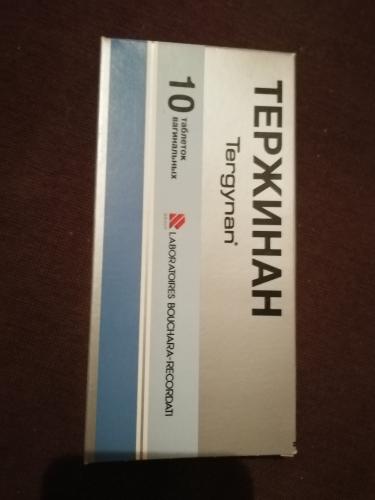 ТЕРЖИНАН
Tergynan®
10 таблеток
вагинальных
LABORATOIRES BOUCHARA-RECORDATI